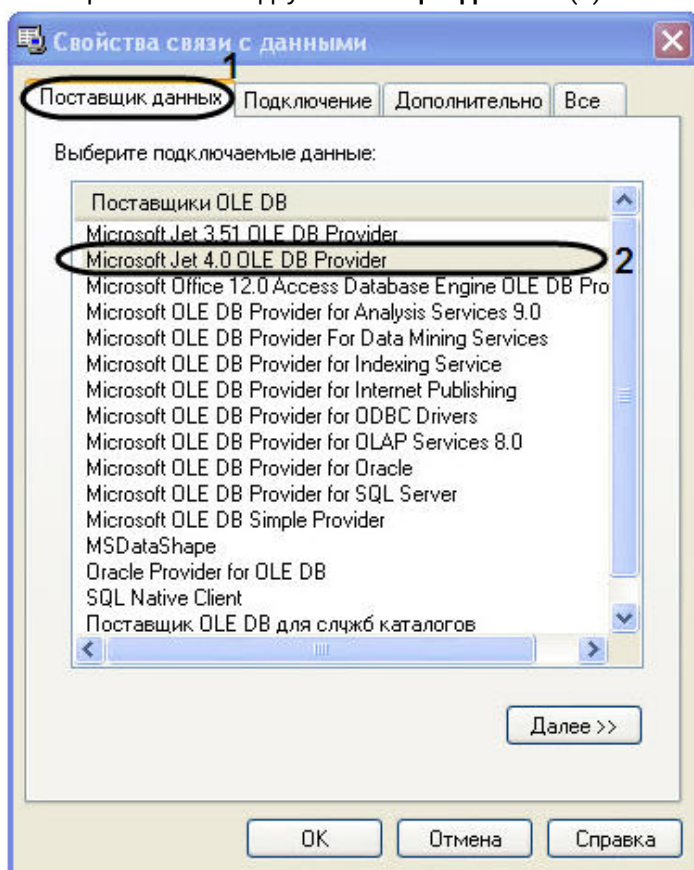 Свойства связи с данными
1
Поставщик данных Подключение Дополнительно Все
Выберите подключаемые данные:
Поставщики OLE DB
Microsoft Jet 3.51 OLE DB Provider
Microsoft Jet 4.0 OLE DB Provider 2
Microsoft Office 12.0 Access Database Engine OLE DB Pro
Microsoft OLE DB Provider for Analysis Services 9.0
Microsoft OLE DB Provider For Data Mining Services
Microsoft OLE DB Provider for Indexing Service
Microsoft OLE DB Provider for Internet Publishing
Microsoft OLE DB Provider for ODBC Drivers
Microsoft OLE DB Provider for OLAP Services 8.0
Microsoft OLE DB Provider for Oracle
Microsoft OLE DB Provider for SQL Server
Microsoft OLE DB Simple Provider
MSDataShape
Oracle Provider for OLE DB
SQL Native Client
Поставщик OLE DB для служб каталогов
Далее >>
OK Отмена Справка